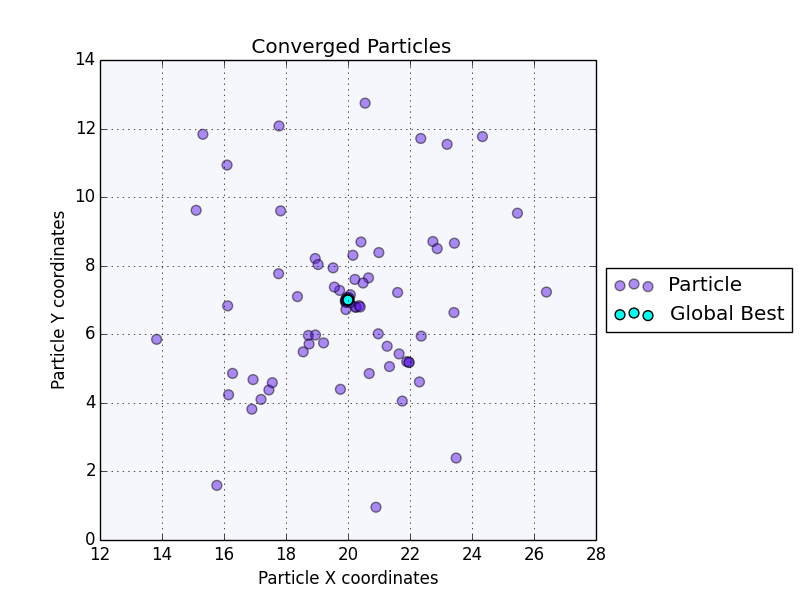 Converged Particles
14
12
10
8
6
4
2
0
Particle Y coordinates
12 14 16 18 20 22 24 26 28
Particle X coordinates
Particle
Global Best